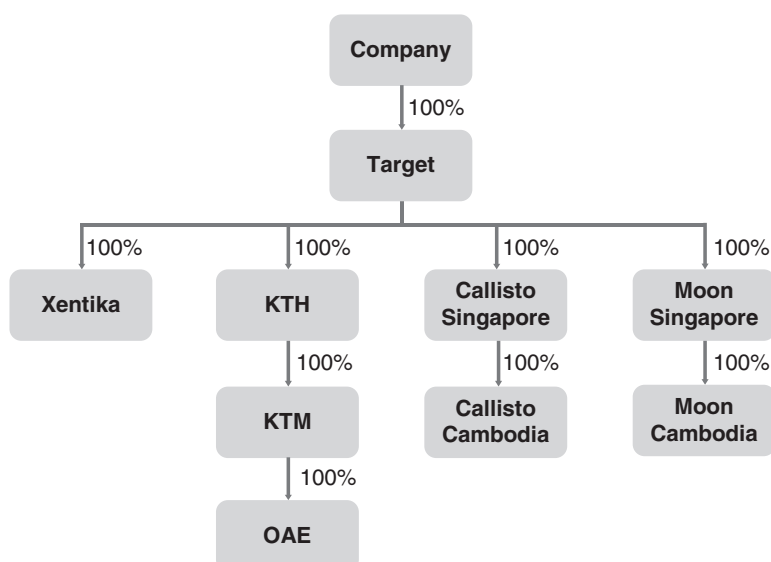 Company
100%
Target
100% 100% 100% 100%
Xentika
KTH
Callisto
Singapore
Moon
Singapore
100% 100% 100%
KTM
Callisto
Cambodia
Moon
Cambodia
100%
OAE